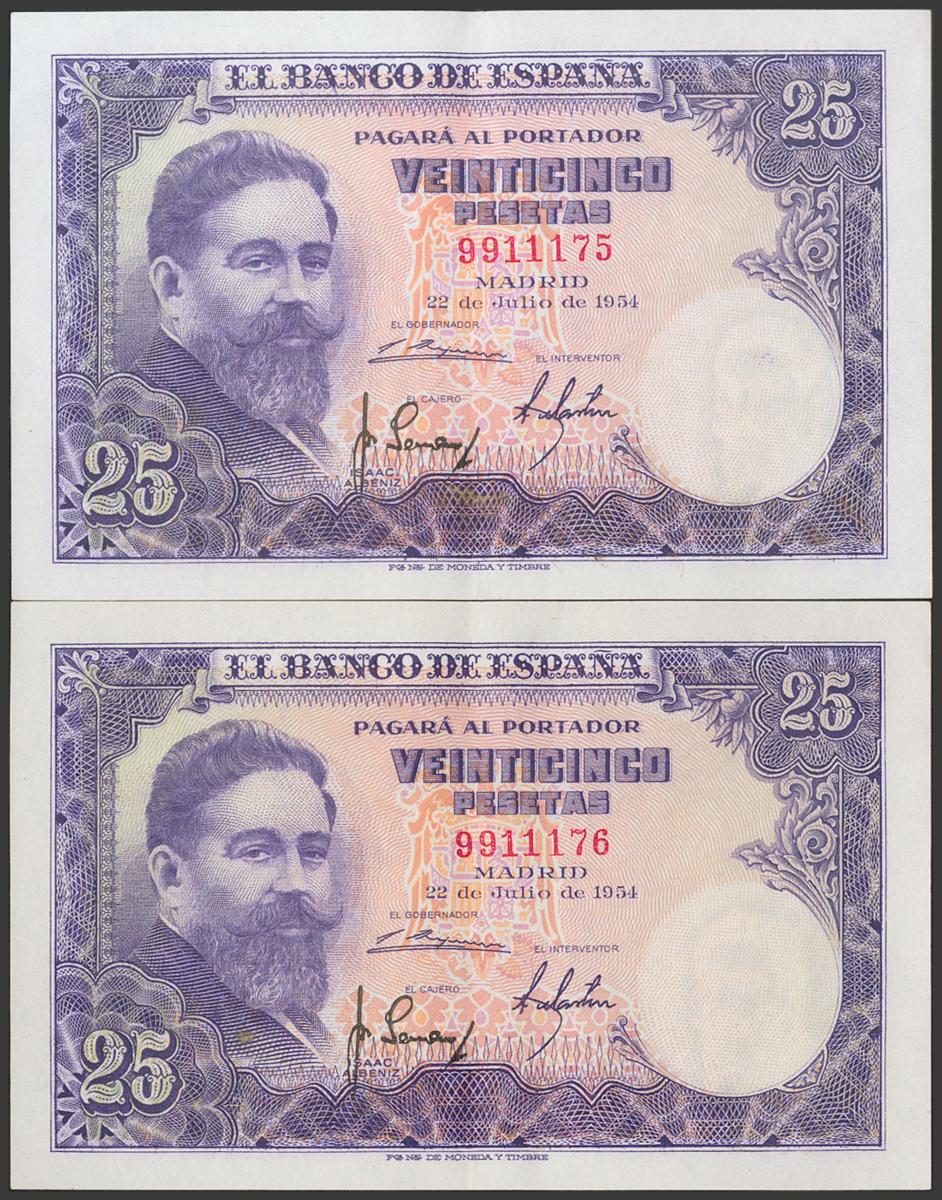 EL BANCO DE ESPAÑA
25
PAGARÁ AL PORTADOR
VEINTICINCO
PESETAS
9911175
MADRID
22 de Julio de 1954
EL GOBERNADOR
EL INTERVENTOR
EL CAJERO
ISAAC
ALBENIZ
25
Fca. Nal. DE MONEDA Y TIMBRE
EL BANCO DE ESPAÑA
25
PAGARÁ AL PORTADOR
VEINTICINCO
PESETAS
9911176
MADRID
22 de Julio de 1954
EL GOBERNADOR
EL INTERVENTOR
EL CAJERO
ISAAC
ALBENIZ
25
Fca. Nal. DE MONEDA Y TIMBRE